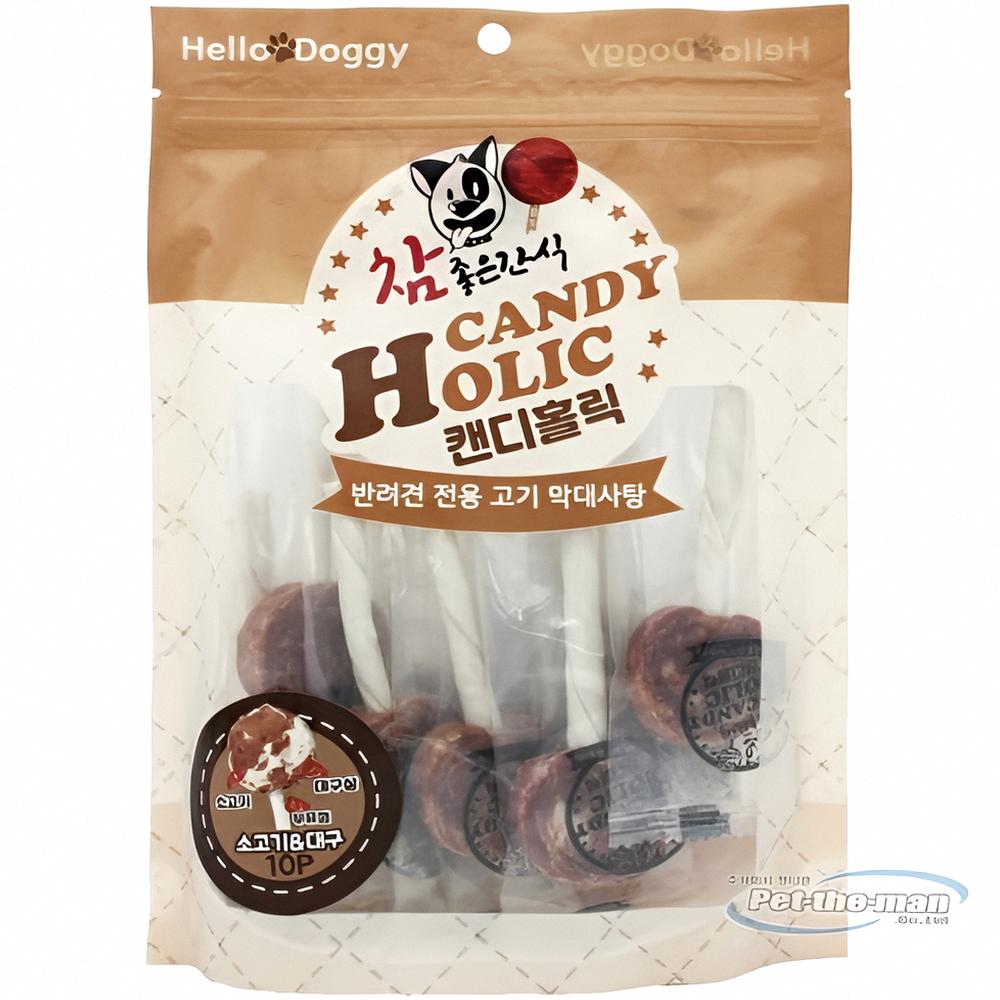 Hello Doggy
Hello Doggy
참 좋은간식
CANDY
HOLIC
캔디홀릭
반려견 전용 고기 막대사탕
소고기
대구살
소고기&대구
10P
Pet-the-man